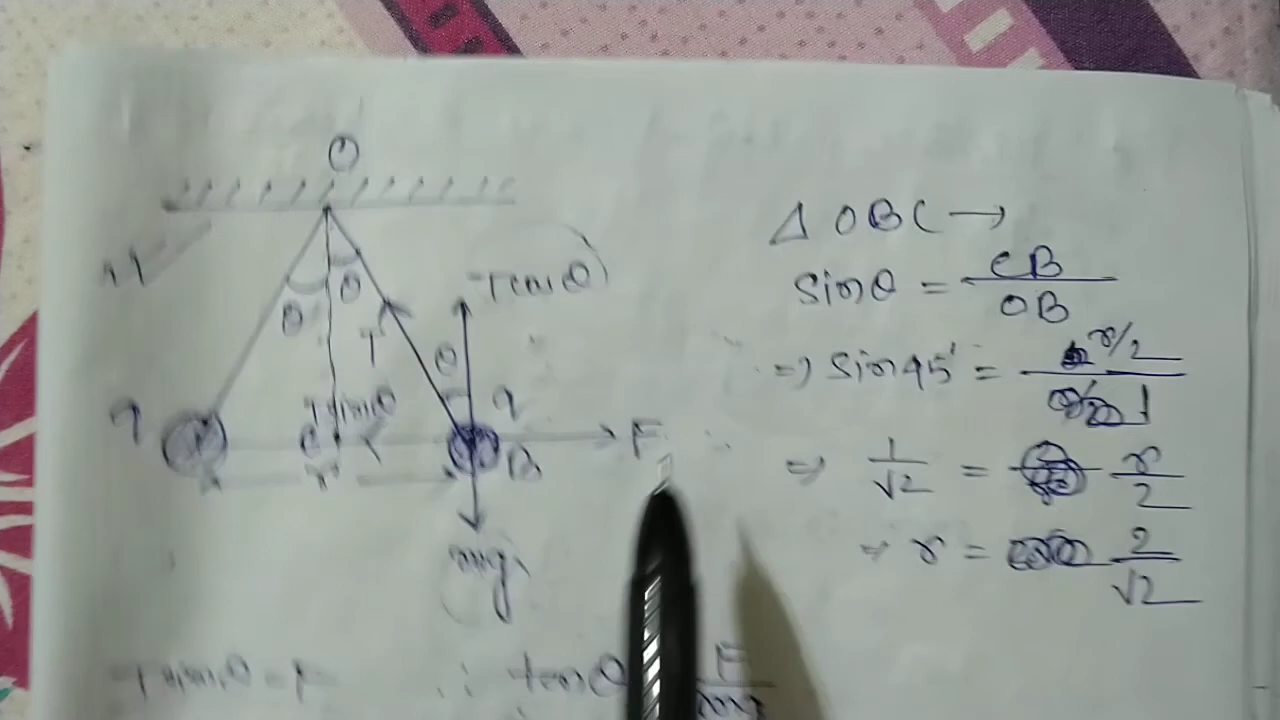 O
θ
θ
T
θ
T cos θ
q
q
T sin θ
C
B
F
r
mg
T sin θ = F
∴ tan θ
F
mg
Δ OBC →
Sin θ = CB / OB
=> Sin 45° = r/2 / 1
=> 1/√2 = r/2
=> r = 2/√2